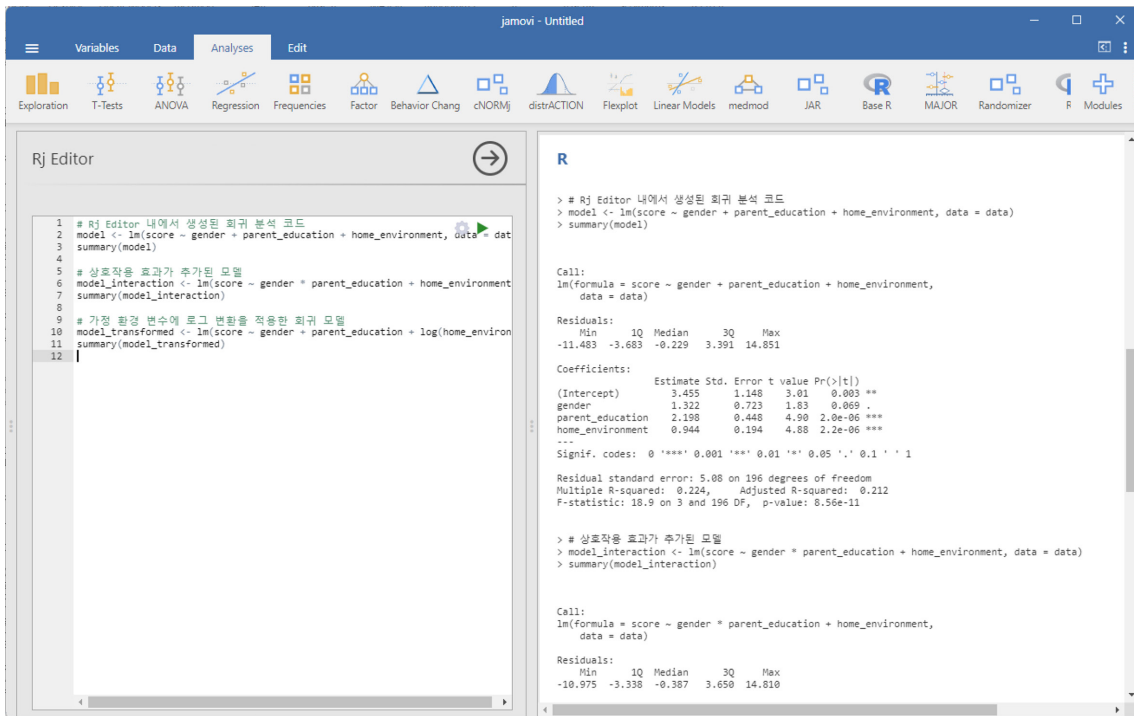 jamovi - Untitled
Variables Data Analyses Edit
Exploration T-Tests ANOVA Regression Frequencies Factor Behavior Chang cNORMj distrACTION Flexplot Linear Models medmod JAR Base R MAJOR Randomizer R Modules
Rj Editor
1 # Rj Editor 내에서 생성된 회귀 분석 코드
2 model <- lm(score ~ gender + parent_education + home_environment, data = dat
3 summary(model)
4
5 # 상호작용 효과가 추가된 모델
6 model_interaction <- lm(score ~ gender * parent_education + home_environment
7 summary(model_interaction)
8
9 # 가정 환경 변수에 로그 변환을 적용한 회귀 모델
10 model_transformed <- lm(score ~ gender + parent_education + log(home_environ
11 summary(model_transformed)
12
R
> # Rj Editor 내에서 생성된 회귀 분석 코드
> model <- lm(score ~ gender + parent_education + home_environment, data = data)
> summary(model)
Call:
lm(formula = score ~ gender + parent_education + home_environment,
data = data)
Residuals:
Min 1Q Median 3Q Max
-11.483 -3.683 -0.229 3.391 14.851
Coefficients:
Estimate Std. Error t value Pr(>|t|)
(Intercept) 3.455 1.148 3.01 0.003 **
gender 1.322 0.723 1.83 0.069 .
parent_education 2.198 0.448 4.90 2.0e-06 ***
home_environment 0.944 0.194 4.88 2.2e-06 ***
---
Signif. codes: 0 '***' 0.001 '**' 0.01 '*' 0.05 '.' 0.1 ' ' 1
Residual standard error: 5.08 on 196 degrees of freedom
Multiple R-squared: 0.224, Adjusted R-squared: 0.212
F-statistic: 18.9 on 3 and 196 DF, p-value: 8.56e-11
> # 상호작용 효과가 추가된 모델
> model_interaction <- lm(score ~ gender * parent_education + home_environment, data = data)
> summary(model_interaction)
Call:
lm(formula = score ~ gender * parent_education + home_environment,
data = data)
Residuals:
Min 1Q Median 3Q Max
-10.975 -3.338 -0.387 3.650 14.810